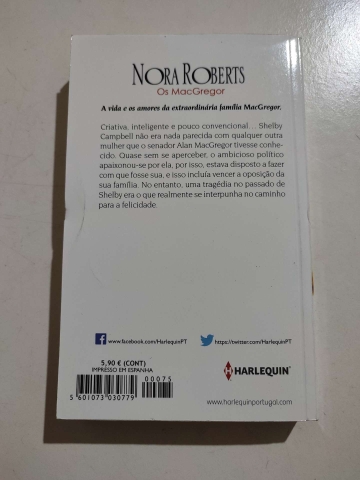 NORA ROBERTS
Os MacGregor
A vida e os amores da extraordinária família MacGregor.
Criativa, inteligente e pouco convencional... Shelby
Campbell não era nada parecida com qualquer outra
mulher que o senador Alan MacGregor tivesse conhe-
cido. Quase sem se aperceber, o ambicioso político
apaixonou-se por ela, por isso, estava disposto a fazer
com que fosse sua, e isso incluía vencer a oposição da
sua família. No entanto, uma tragédia no passado de
Shelby era o que realmente se interpunha no caminho
para a felicidade.
www.facebook.com/HarlequinPT
https://twitter.com/HarlequinPT
5,90 € (CONT)
IMPRESSO EM ESPANHA
00075
5 601073 030779
HARLEQUIN™
www.harlequinportugal.com